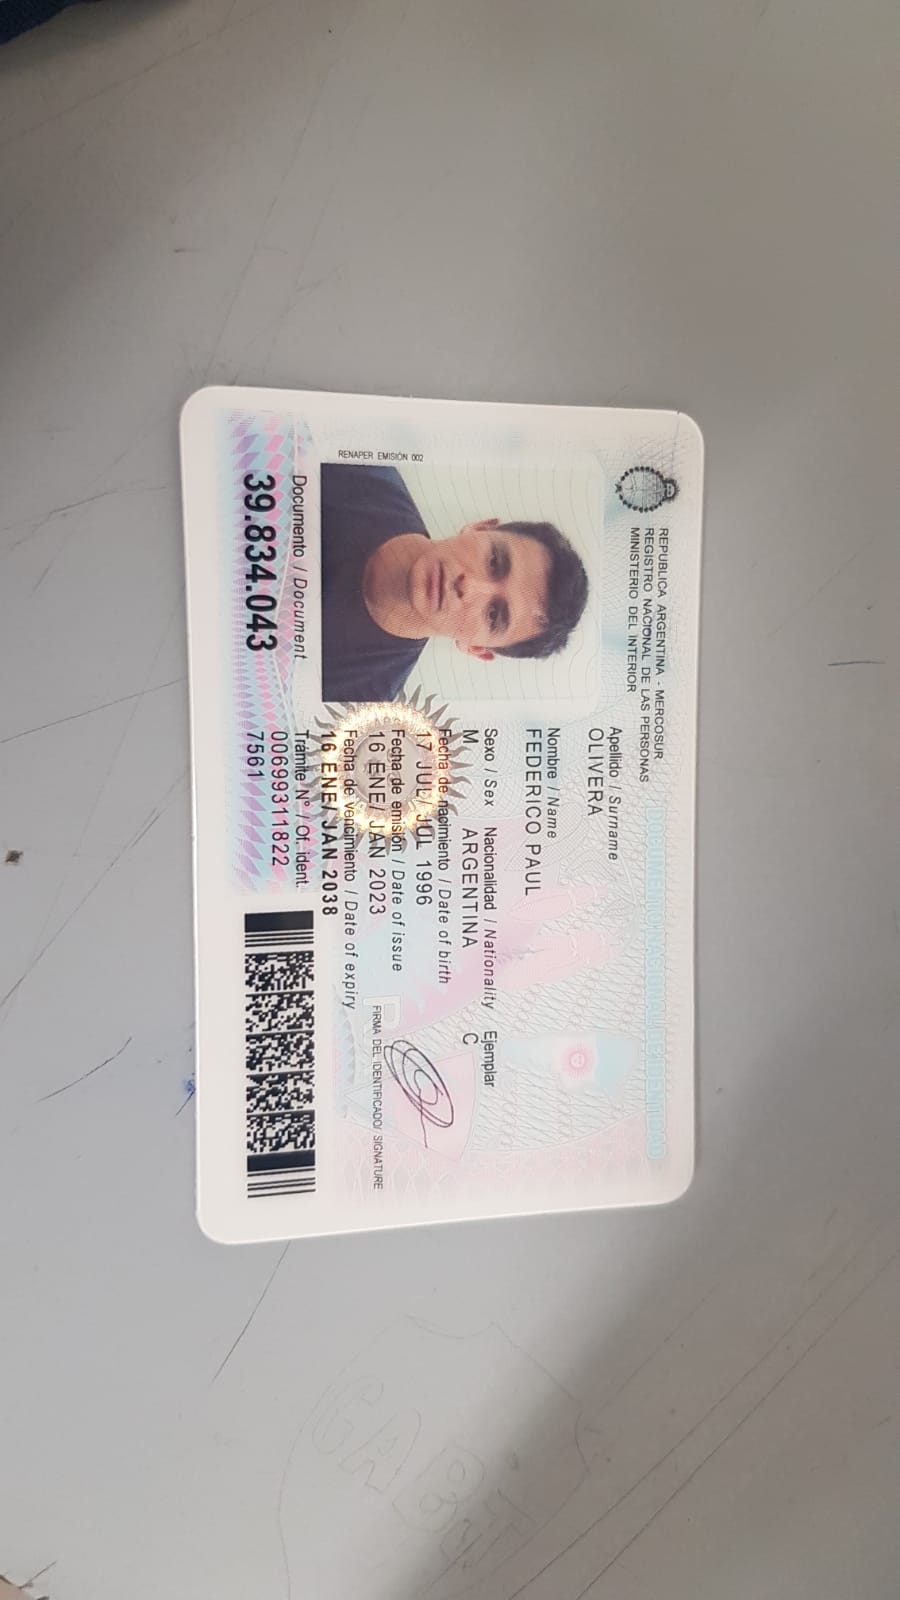 REPUBLICA ARGENTINA - MERCOSUR
REGISTRO NACIONAL DE LAS PERSONAS
MINISTERIO DEL INTERIOR
DOCUMENTO NACIONAL DE IDENTIDAD
Apellido / Surname
OLIVERA
Nombre / Name
FEDERICO PAUL
Sexo / Sex Nacionalidad / Nationality Ejemplar
M ARGENTINA C
Fecha de nacimiento / Date of birth
17 JUL/ JUL 1996
Fecha de emisión / Date of issue
16 ENE/ JAN 2023
Fecha de vencimiento / Date of expiry
16 ENE/ JAN 2038
FIRMA DEL IDENTIFICADO/ SIGNATURE
RENAPER EMISIÓN 002
Documento / Document
39.834.043
Trámite Nº / Of. ident.
00699311822
7561
GABi